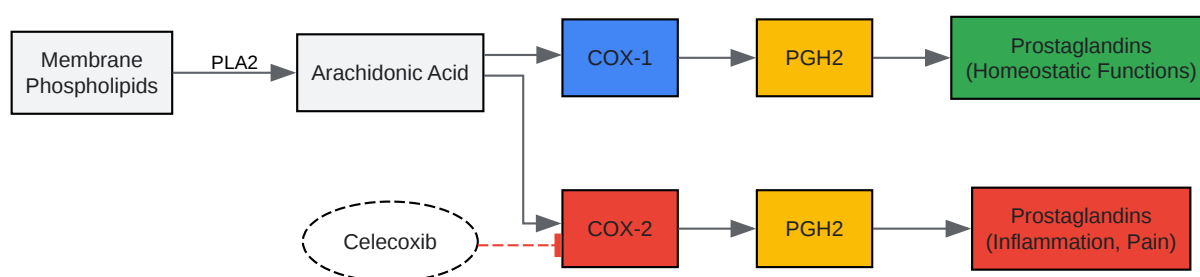 Membrane
Phospholipids
PLA2
Arachidonic Acid
COX-1
PGH2
Prostaglandins
(Homeostatic Functions)
Celecoxib
COX-2
PGH2
Prostaglandins
(Inflammation, Pain)